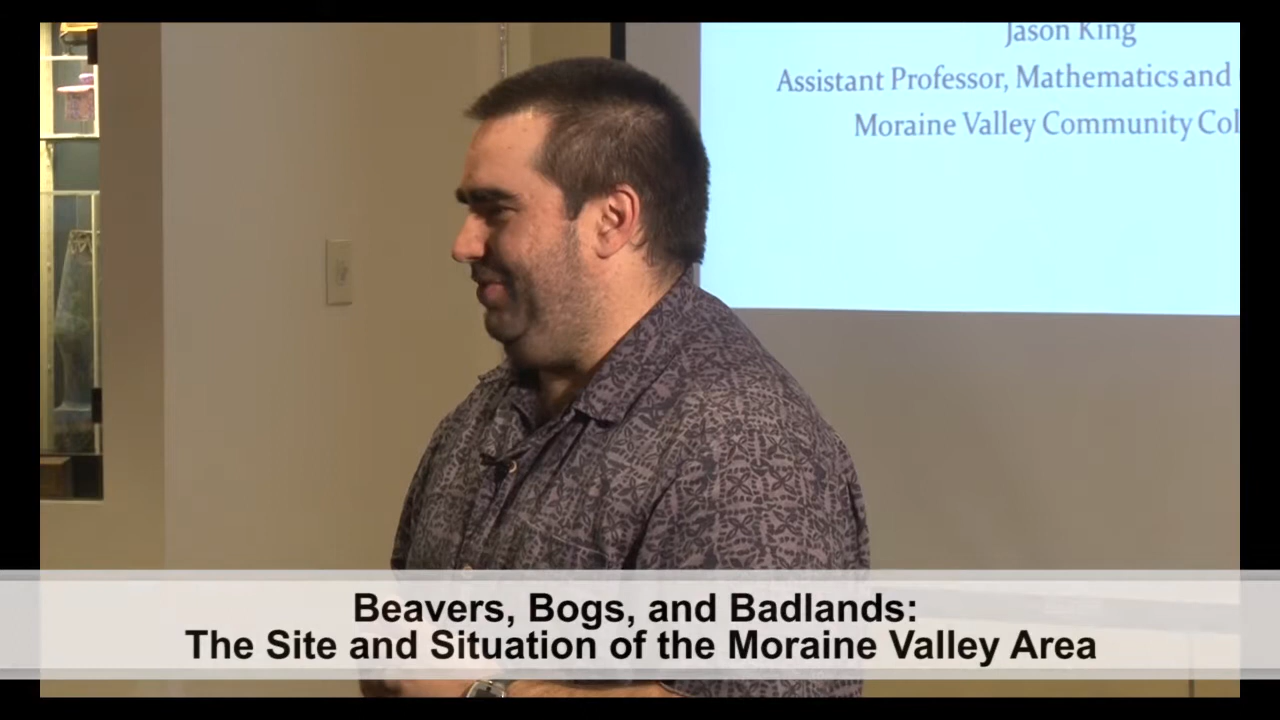 Jason King
Assistant Professor, Mathematics and
Moraine Valley Community Col
Beavers, Bogs, and Badlands:
The Site and Situation of the Moraine Valley Area